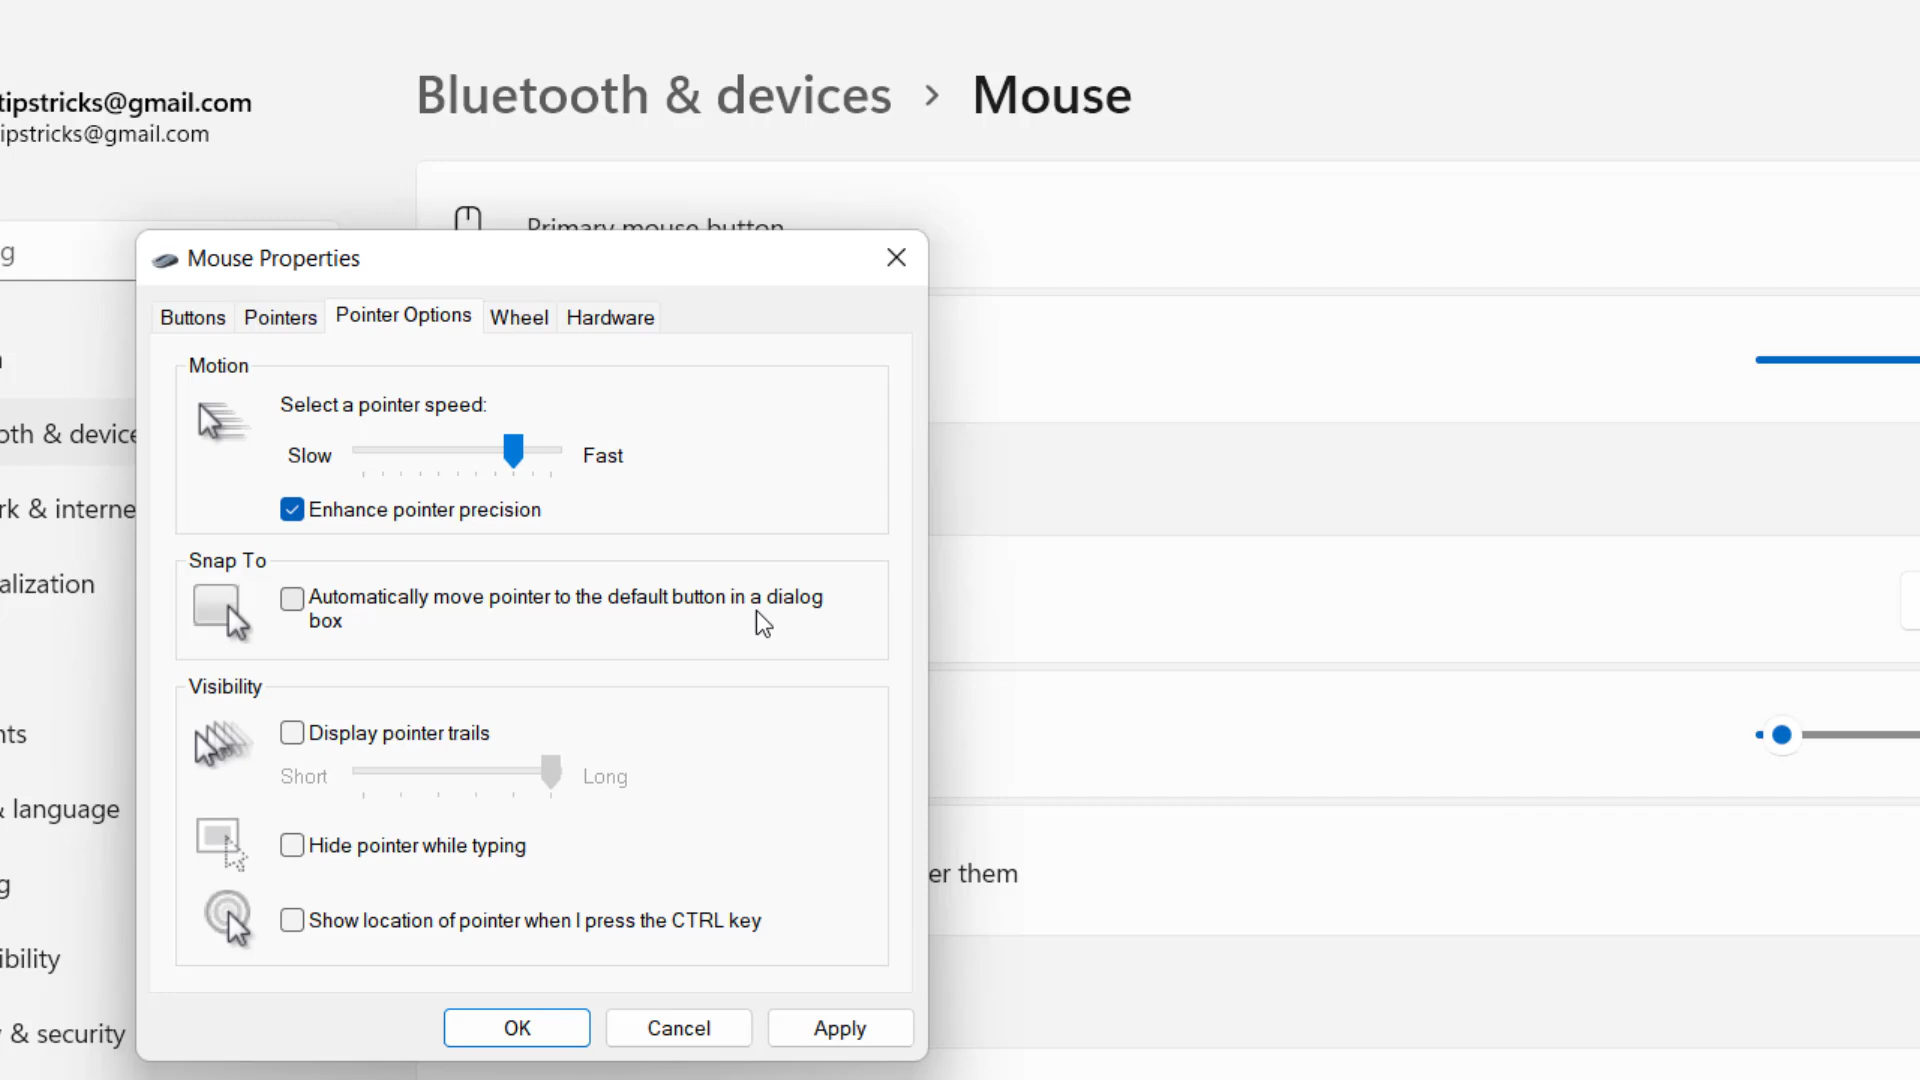 tipstricks@gmail.com
ipstricks@gmail.com
Bluetooth & devices > Mouse
Primary mouse button
g
Mouse Properties
Buttons Pointers Pointer Options Wheel Hardware
Motion
Select a pointer speed:
Slow Fast
Enhance pointer precision
Snap To
Automatically move pointer to the default button in a dialog
box
Visibility
Display pointer trails
Short Long
Hide pointer while typing
Show location of pointer when I press the CTRL key
OK Cancel Apply
oth & device
rk & interne
alization
nts
& language
g
ibility
& security
er them